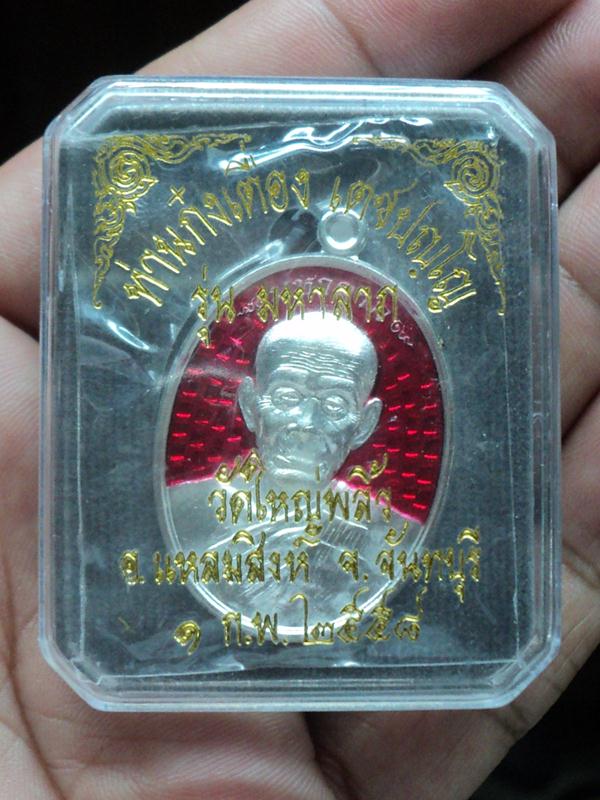 ท่านก๋งเตื่อง เตชปญฺโญ
รุ่น มหาลาภ
วัดใหญ่พลิ้ว
อ.แหลมสิงห์ จ.จันทบุรี
๑ ก.พ. ๒๕๕๘